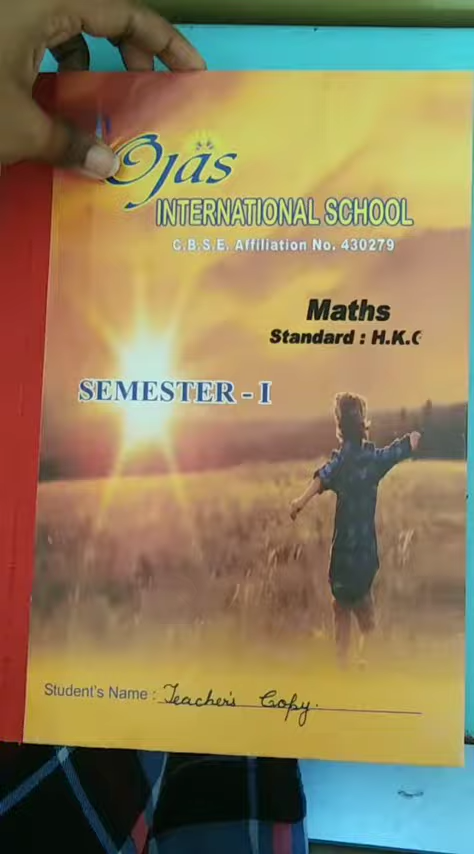 Ojas
INTERNATIONAL SCHOOL
C.B.S.E. Affiliation No. 430279
Maths
Standard : H.K.G
SEMESTER - I
Student's Name : Teacher's Copy.